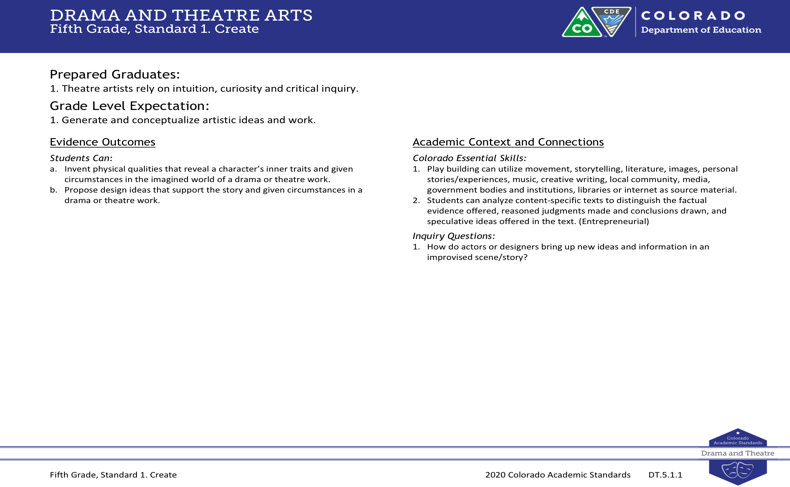 DRAMA AND THEATRE ARTS
Fifth Grade, Standard 1. Create
CO
CDE
COLORADO
Department of Education
Prepared Graduates:
1. Theatre artists rely on intuition, curiosity and critical inquiry.
Grade Level Expectation:
1. Generate and conceptualize artistic ideas and work.
Evidence Outcomes
Students Can:
a. Invent physical qualities that reveal a character's inner traits and given
circumstances in the imagined world of a drama or theatre work.
b. Propose design ideas that support the story and given circumstances in a
drama or theatre work.
Academic Context and Connections
Colorado Essential Skills:
1. Play building can utilize movement, storytelling, literature, images, personal
stories/experiences, music, creative writing, local community, media,
government bodies and institutions, libraries or internet as source material.
2. Students can analyze content-specific texts to distinguish the factual
evidence offered, reasoned judgments made and conclusions drawn, and
speculative ideas offered in the text. (Entrepreneurial)
Inquiry Questions:
1. How do actors or designers bring up new ideas and information in an
improvised scene/story?
Colorado
Academic Standards
Drama and Theatre
Fifth Grade, Standard 1. Create
2020 Colorado Academic Standards
DT.5.1.1